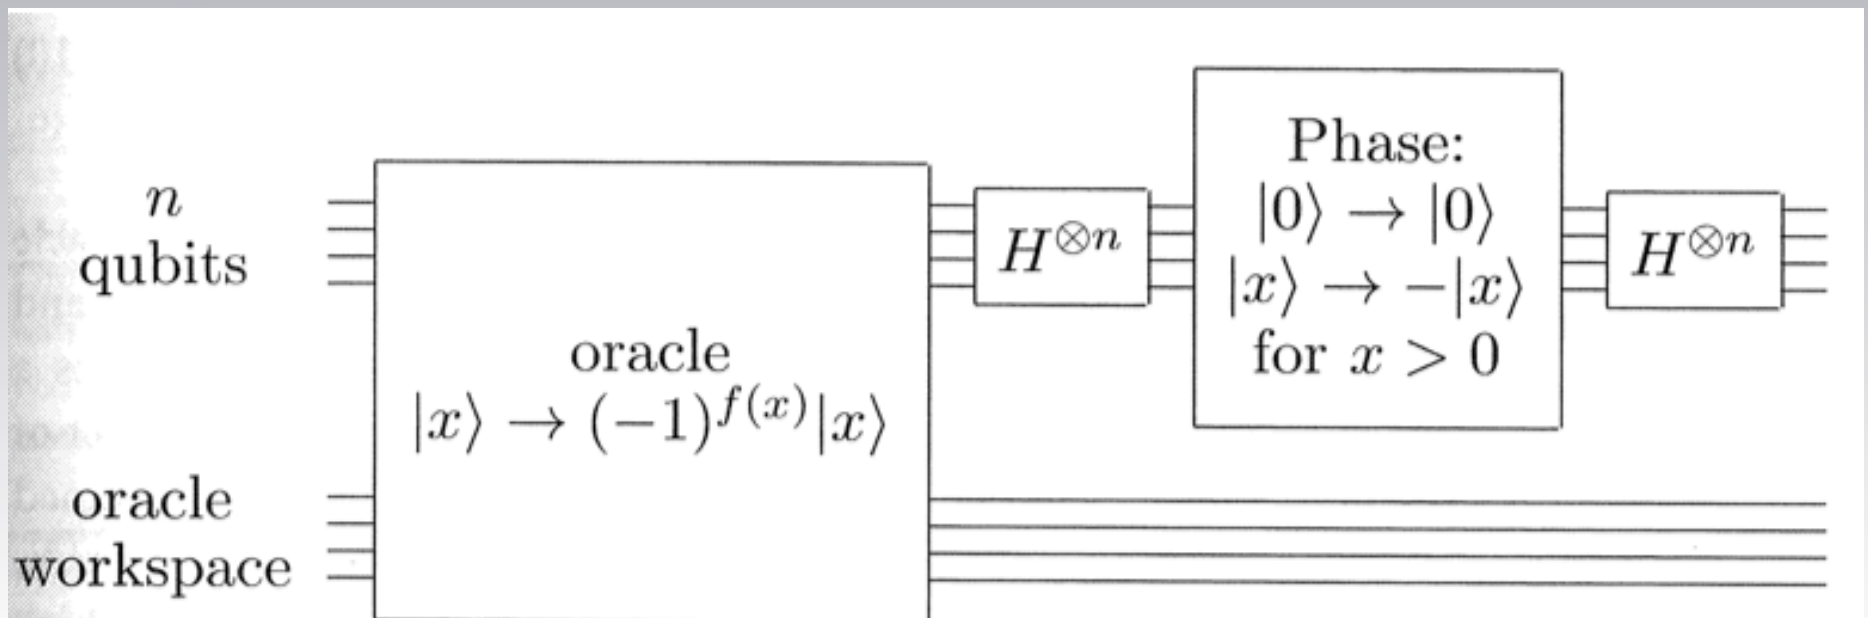 n
qubits
oracle
|x⟩ → (−1)^{f(x)}|x⟩
oracle
workspace
H^{⊗n}
Phase:
|0⟩ → |0⟩
|x⟩ → −|x⟩
for x > 0
H^{⊗n}